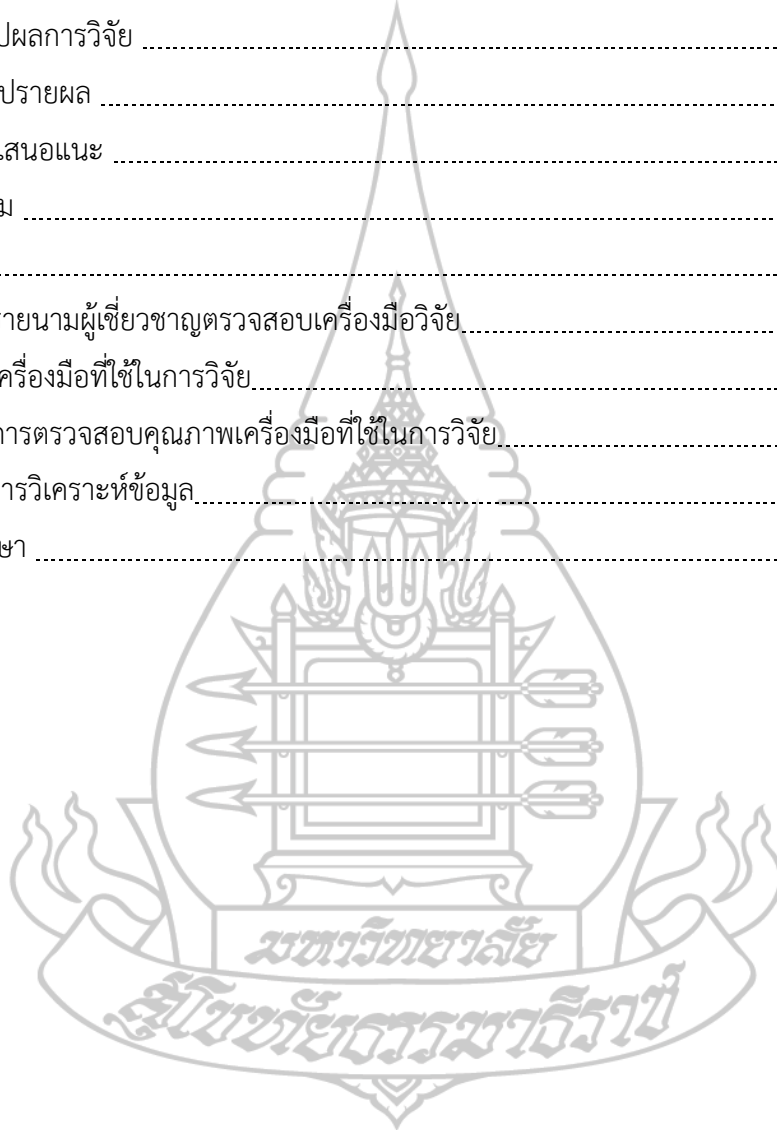 ปผลการวิจัย
ปรายผล
เสนอแนะ
ม
รายนามผู้เชี่ยวชาญตรวจสอบเครื่องมือวิจัย
ครื่องมือที่ใช้ในการวิจัย
การตรวจสอบคุณภาพเครื่องมือที่ใช้ในการวิจัย
ารวิเคราะห์ข้อมูล
ษา
มหาวิทยาลัย
สุโขทัยธรรมาธิราช